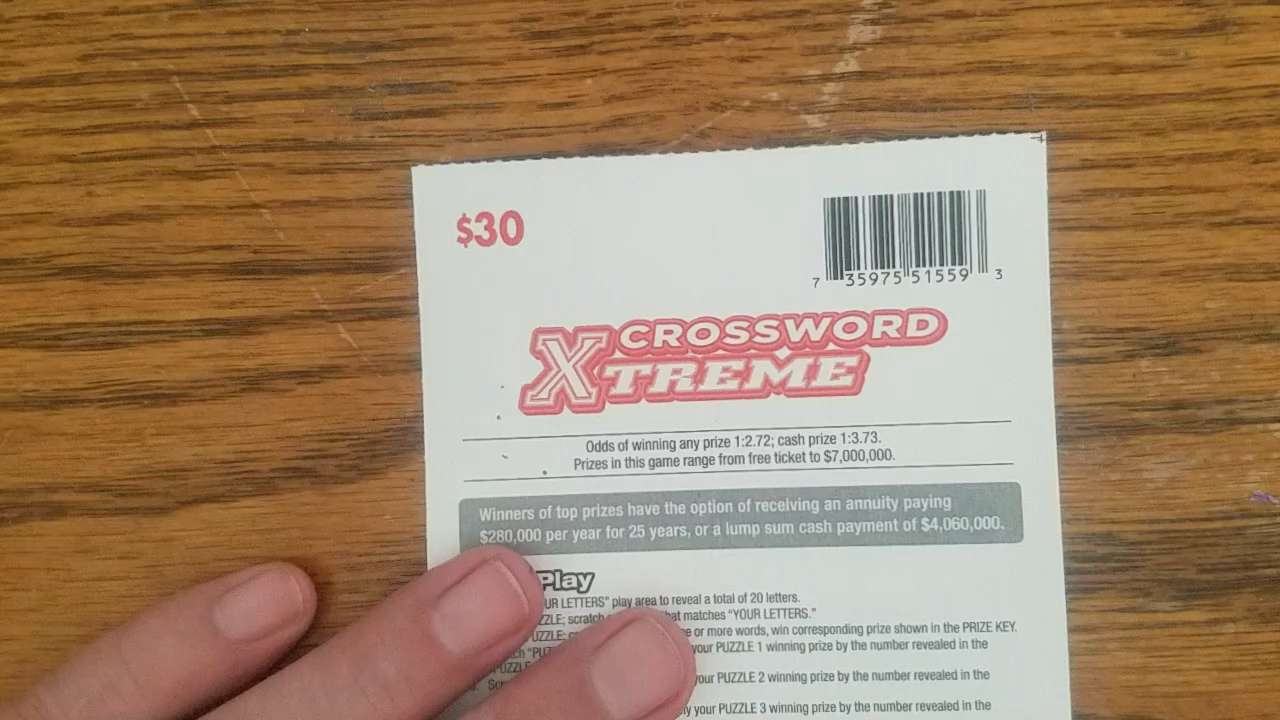 $30
7 35975 51559 3
CROSSWORD
XTREME
Odds of winning any prize 1:2.72; cash prize 1:3.73.
Prizes in this game range from free ticket to $7,000,000.
Winners of top prizes have the option of receiving an annuity paying
$280,000 per year for 25 years, or a lump sum cash payment of $4,060,000.
Play
UR LETTERS" play area to reveal a total of 20 letters.
ZZLE; scratch that matches "YOUR LETTERS."
UZZLE; or more words, win corresponding prize shown in the PRIZE KEY.
your PUZZLE 1 winning prize by the number revealed in the
your PUZZLE 2 winning prize by the number revealed in the
your PUZZLE 3 winning prize by the number revealed in the